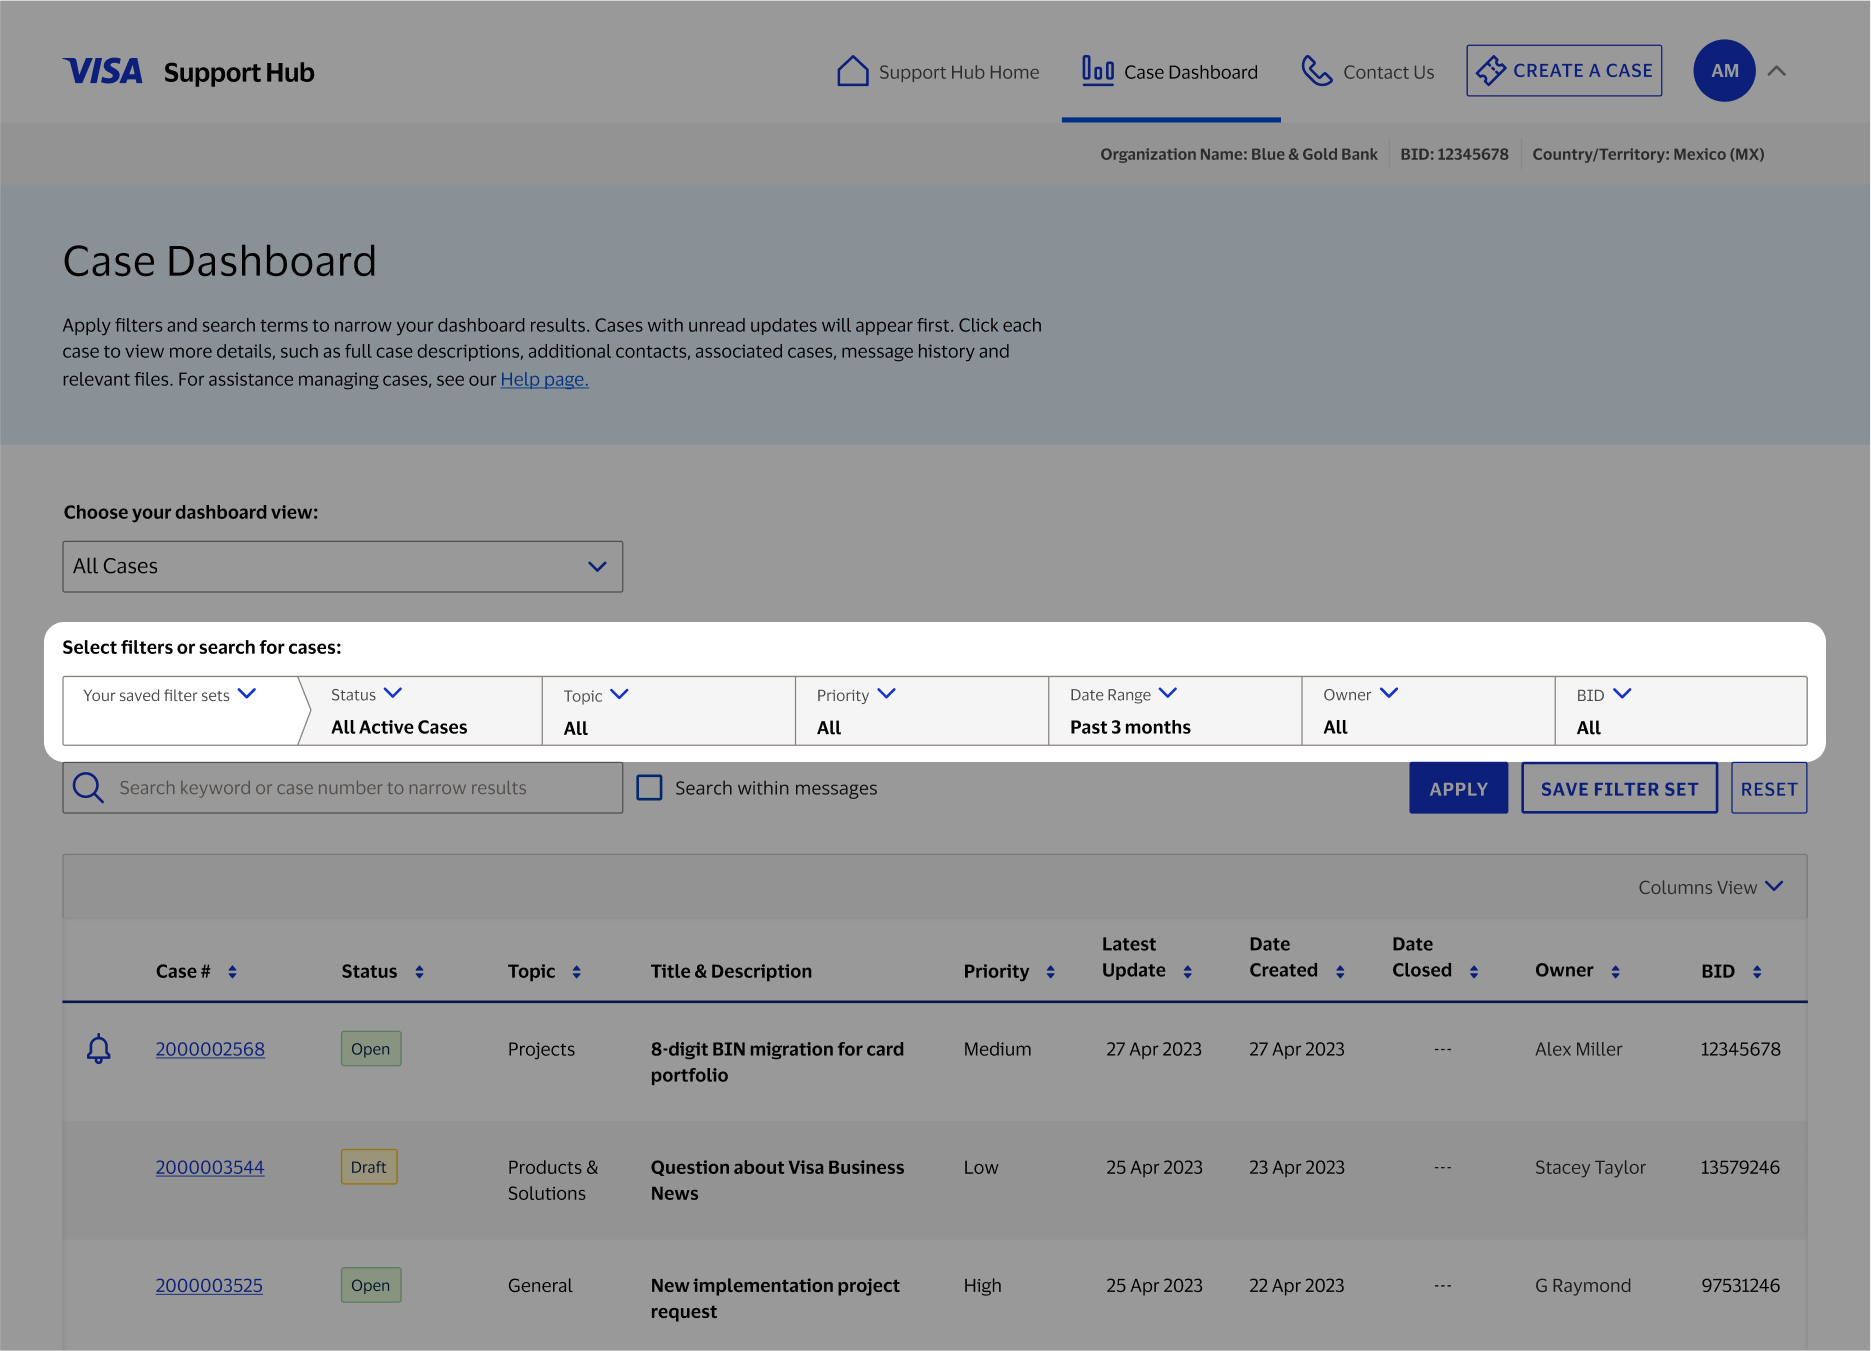 VISA Support Hub
Support Hub Home
Case Dashboard
Contact Us
CREATE A CASE
AM
Organization Name: Blue & Gold Bank
BID: 12345678
Country/Territory: Mexico (MX)
Case Dashboard
Apply filters and search terms to narrow your dashboard results. Cases with unread updates will appear first. Click each
case to view more details, such as full case descriptions, additional contacts, associated cases, message history and
relevant files. For assistance managing cases, see our Help page.
Choose your dashboard view:
All Cases
Select filters or search for cases:
Your saved filter sets
Status
All Active Cases
Topic
All
Priority
All
Date Range
Past 3 months
Owner
All
BID
All
Search keyword or case number to narrow results
Search within messages
APPLY
SAVE FILTER SET
RESET
Columns View
Case #
Status
Topic
Title & Description
Priority
Latest
Update
Date
Created
Date
Closed
Owner
BID
2000002568
Open
Projects
8-digit BIN migration for card
portfolio
Medium
27 Apr 2023
27 Apr 2023
---
Alex Miller
12345678
2000003544
Draft
Products &
Solutions
Question about Visa Business
News
Low
25 Apr 2023
23 Apr 2023
---
Stacey Taylor
13579246
2000003525
Open
General
New implementation project
request
High
25 Apr 2023
22 Apr 2023
---
G Raymond
97531246